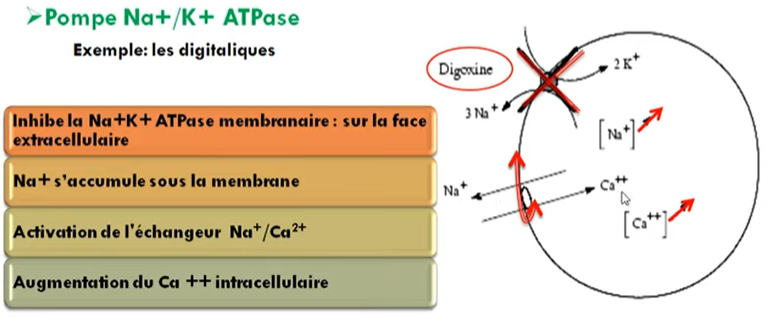 ➢Pompe Na+/K+ ATPase
Exemple: les digitaliques
Inhibe la Na+K+ ATPase membranaire : sur la face
extracellulaire
Na+ s'accumule sous la membrane
Activation de l'échangeur Na⁺/Ca²⁺
Augmentation du Ca ++ intracellulaire
Digoxine
2 K⁺
3 Na⁺
[Na⁺]
Na⁺
Ca⁺⁺
[Ca⁺⁺]